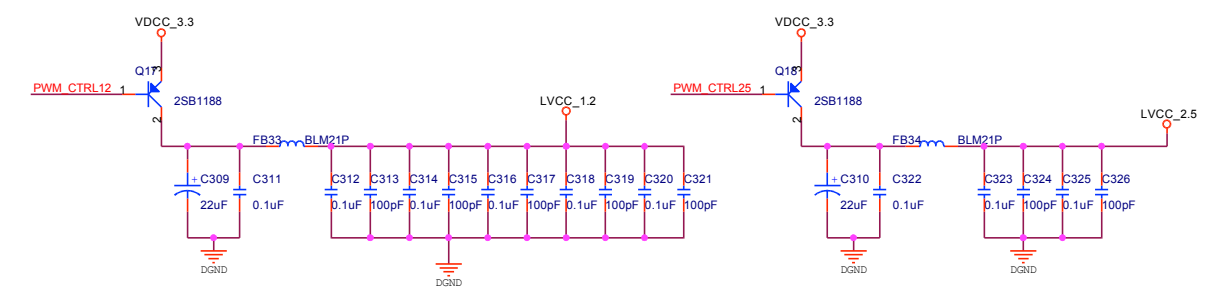 VDCC_3.3
VDCC_3.3
Q17
3
Q18
3
PWM_CTRL12
1
PWM_CTRL25
1
2SB1188
2SB1188
2
2
LVCC_1.2
LVCC_2.5
FB33
BLM21P
FB34
BLM21P
+
C309
C311
C312
C313
C314
C315
C316
C317
C318
C319
C320
C321
+
C310
C322
C323
C324
C325
C326
22uF
0.1uF
0.1uF
100pF
0.1uF
100pF
0.1uF
100pF
0.1uF
100pF
0.1uF
100pF
22uF
0.1uF
0.1uF
100pF
0.1uF
100pF
DGND
DGND
DGND
DGND